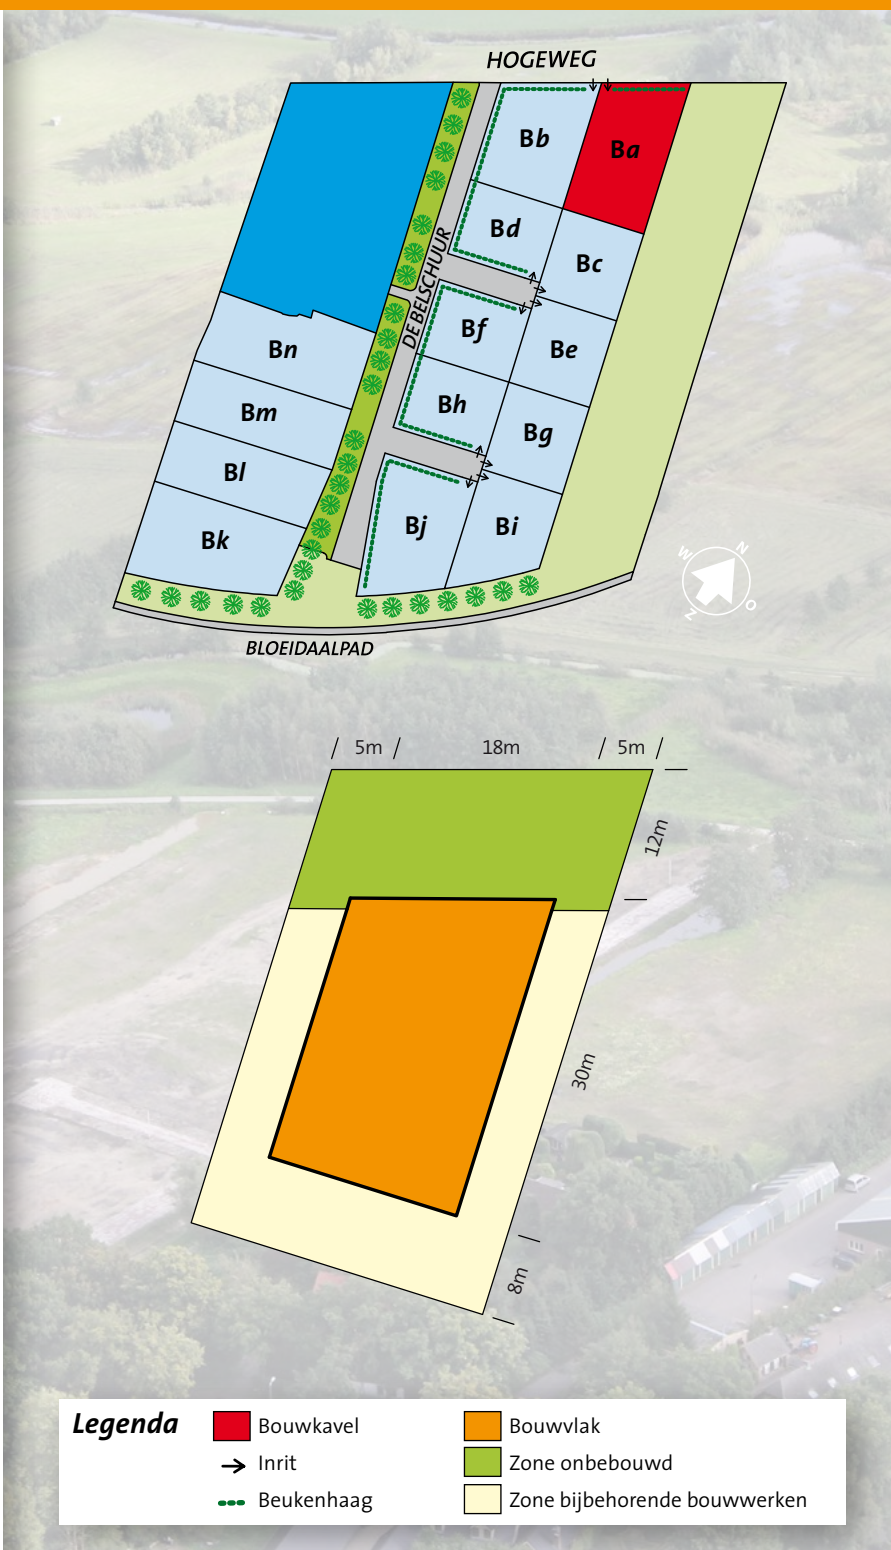 HOGEWEG
Bb
Ba
Bd
Bc
DE BELSCHUUR
Bf
Be
Bn
Bh
Bm
Bg
Bl
Bj
Bi
Bk
W N
Z O
BLOEIDAALPAD
5m 18m 5m
12m
30m
8m
Legenda
Bouwkavel
Bouwvlak
Inrit
Zone onbebouwd
Beukenhaag
Zone bijbehorende bouwwerken